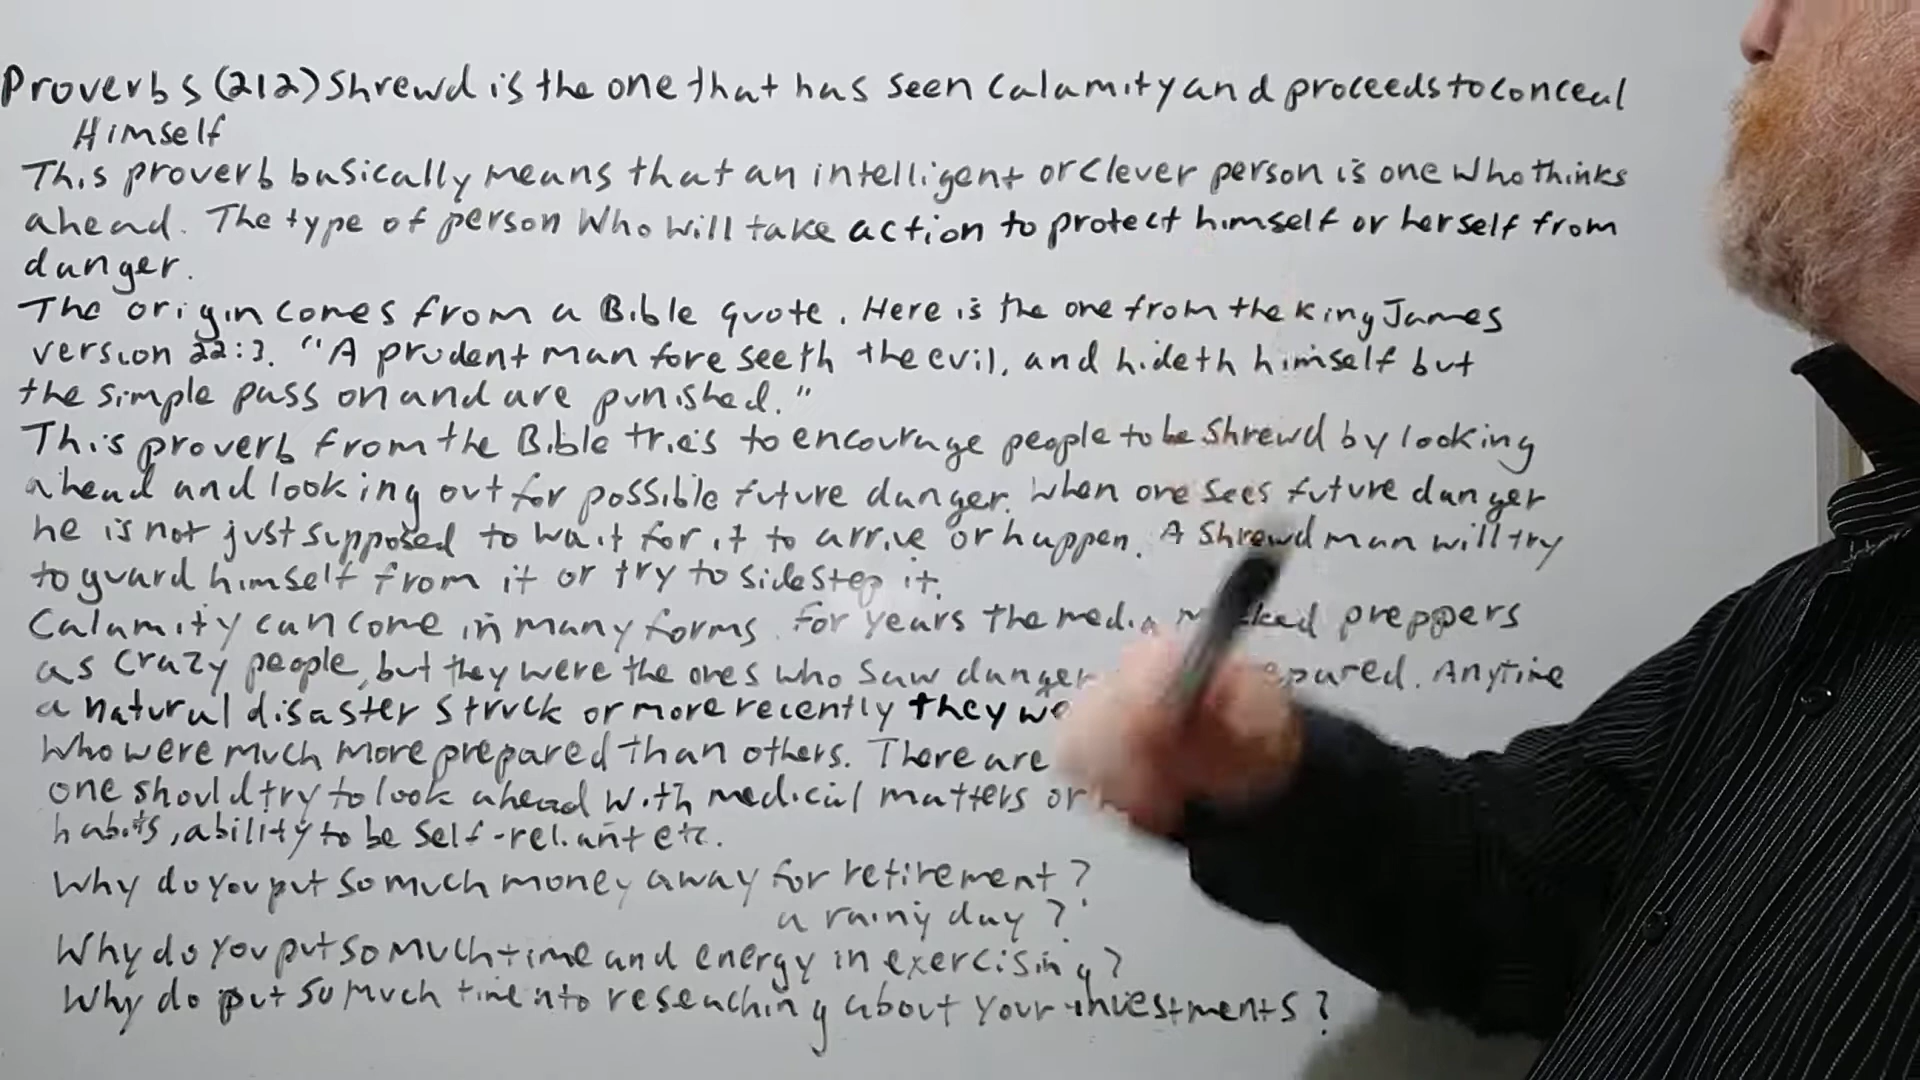 Proverbs (212) Shrewd is the one that has seen calamity and proceeds to conceal
Himself
This proverb basically means that an intelligent or clever person is one who thinks
ahead. The type of person who will take action to protect himself or herself from
danger.
The origin comes from a Bible quote. Here is the one from the King James
version 22:3. "A prudent man foreseeth the evil, and hideth himself but
the simple pass on and are punished."
This proverb from the Bible tries to encourage people to be shrewd by looking
ahead and looking out for possible future danger. When one sees future danger
he is not just supposed to wait for it to arrive or happen. A shrewd man will try
to guard himself from it or try to sidestep it.
Calamity can come in many forms. For years the media preppers
as crazy people, but they were the ones who saw danger Anytime
a natural disaster struck or more recently they
who were much more prepared than others. There are
one should try to look ahead with medical matters or
habits, ability to be self-reliant etc.
Why do you put so much money away for retirement?
a rainy day?
Why do you put so much time and energy in exercising?
Why do put so much time into reseaching about your investments?